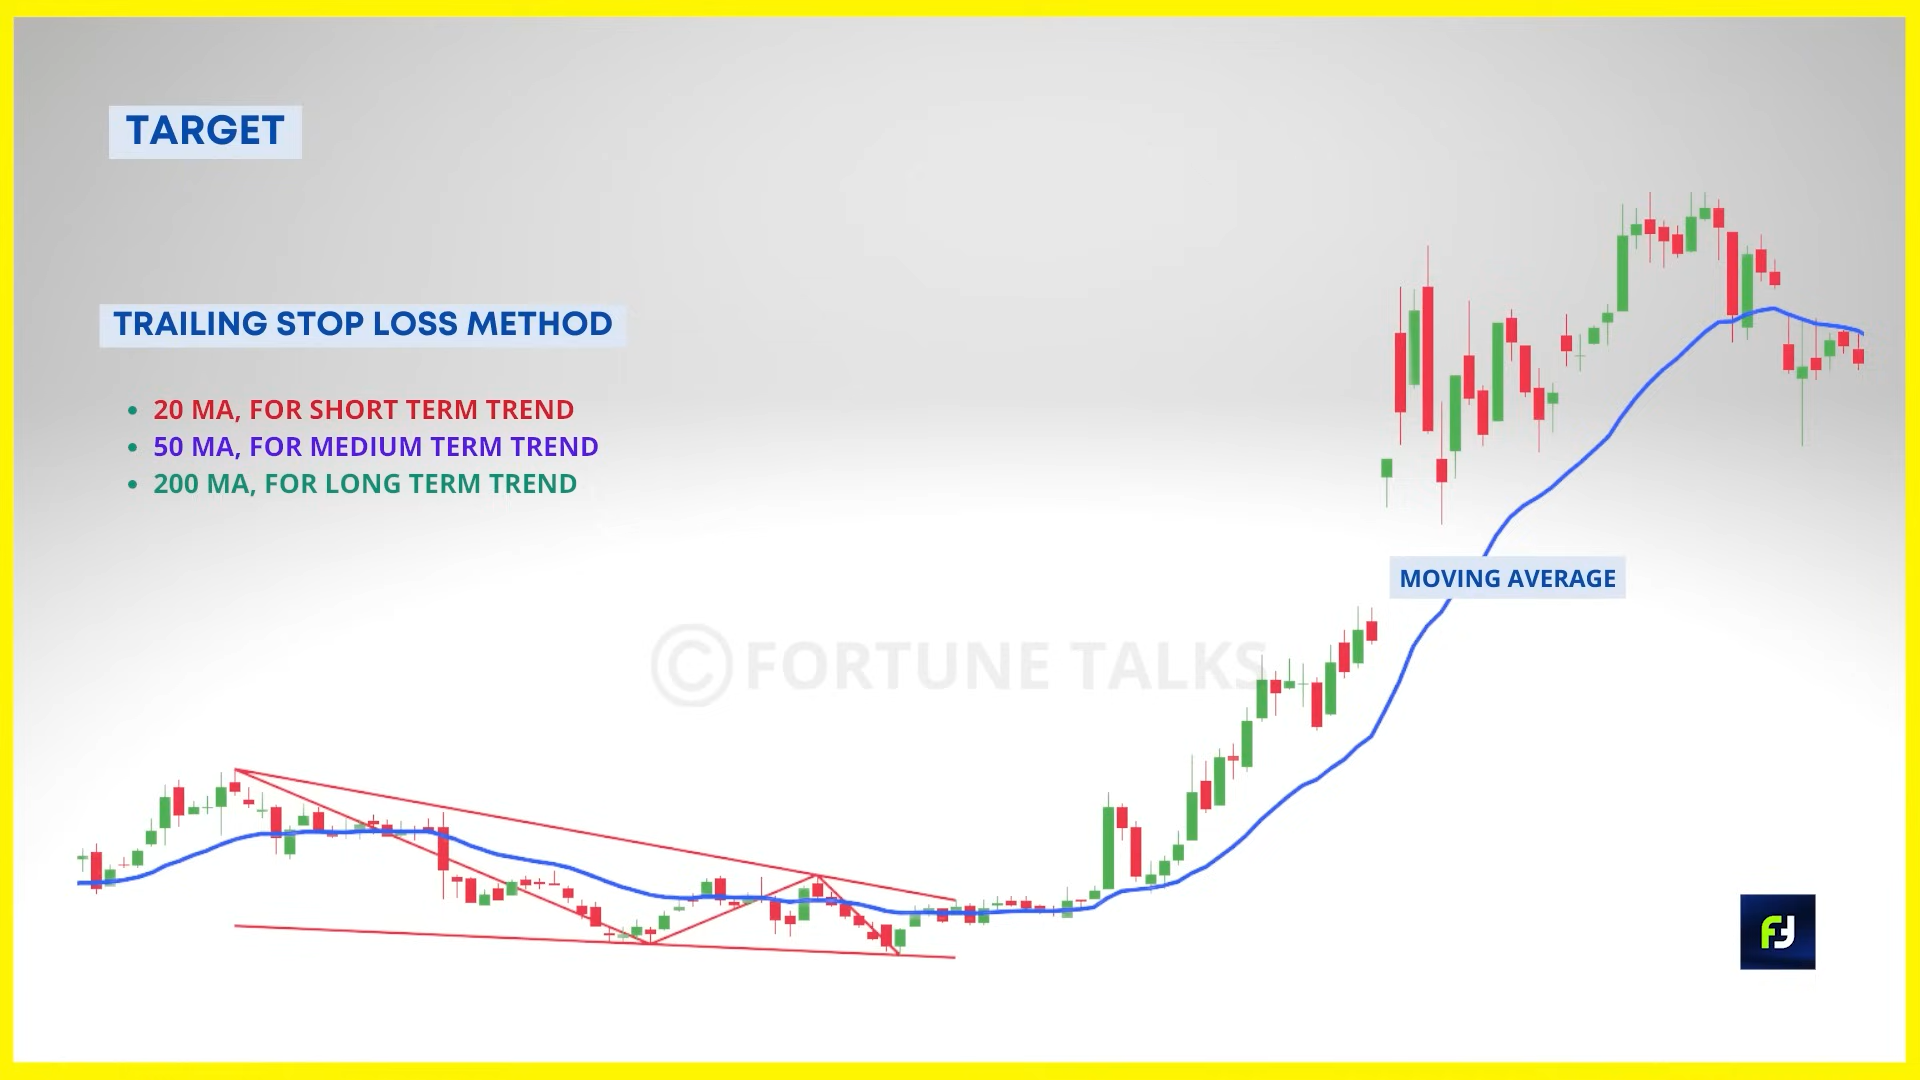 TARGET
TRAILING STOP LOSS METHOD
• 20 MA, FOR SHORT TERM TREND
• 50 MA, FOR MEDIUM TERM TREND
• 200 MA, FOR LONG TERM TREND
MOVING AVERAGE
© FORTUNE TALKS